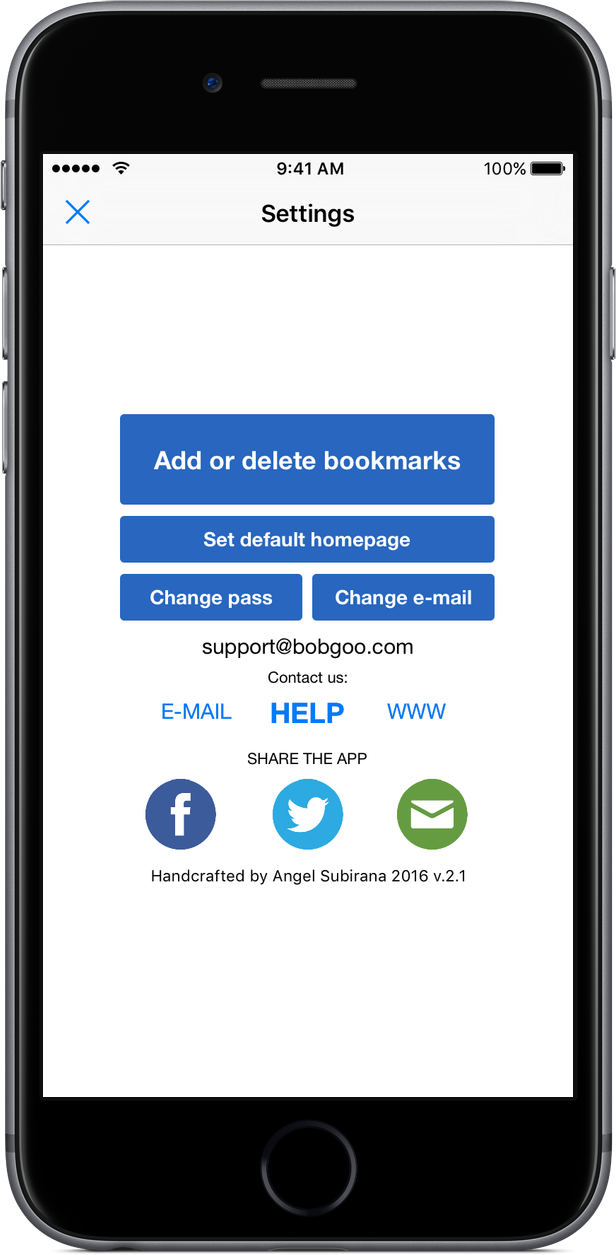 9:41 AM 100%
Settings
Add or delete bookmarks
Set default homepage
Change pass Change e-mail
support@bobgoo.com
Contact us:
E-MAIL HELP WWW
SHARE THE APP
Handcrafted by Angel Subirana 2016 v.2.1